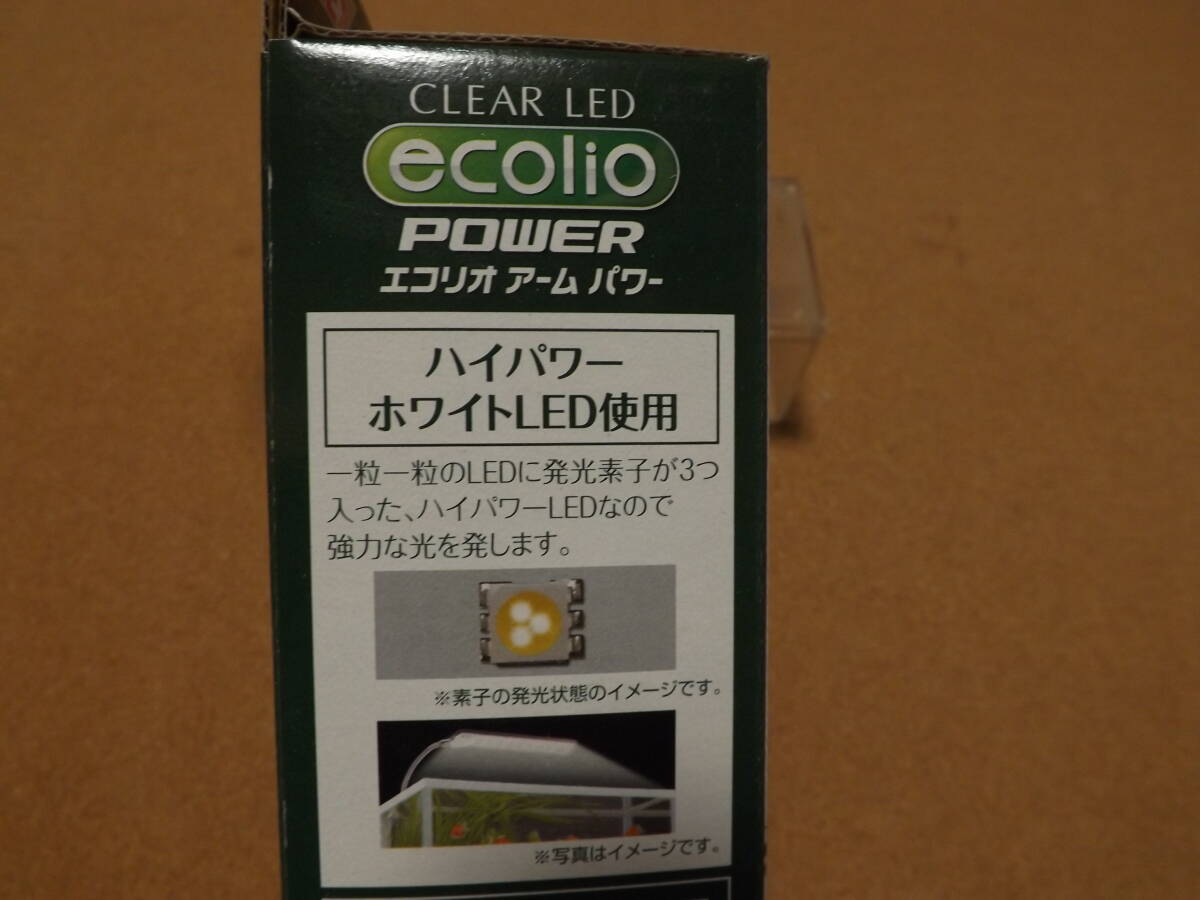 CLEAR LED
ecolio
POWER
エコリオ アーム パワー
ハイパワー
ホワイトLED使用
一粒一粒のLEDに発光素子が3つ
入った、ハイパワーLEDなので
強力な光を発します。
※素子の発光状態のイメージです。
※写真はイメージです。